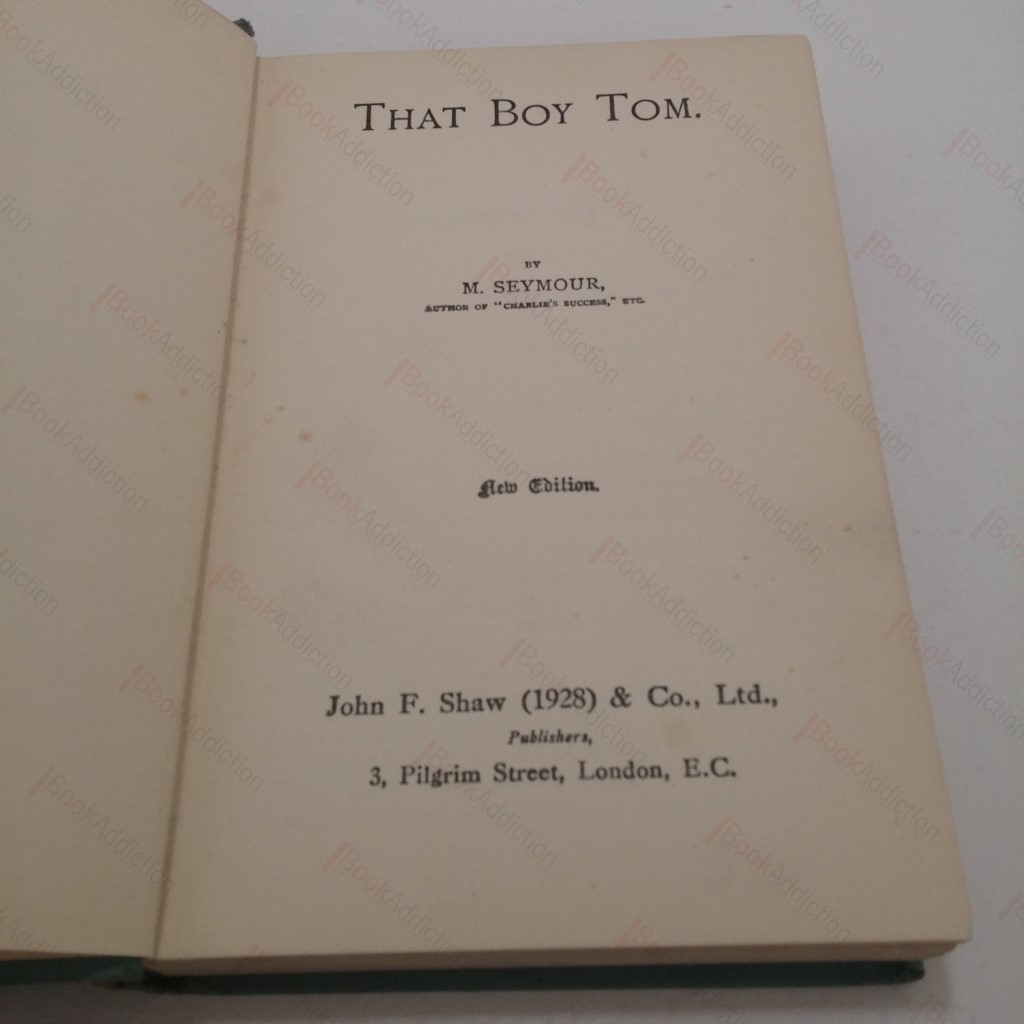 THAT BOY TOM.
BY
M. SEYMOUR,
AUTHOR OF "CHARLIE'S SUCCESS," ETC.
New Edition.
John F. Shaw (1928) & Co., Ltd.,
Publishers,
3, Pilgrim Street, London, E.C.
BookAddiction